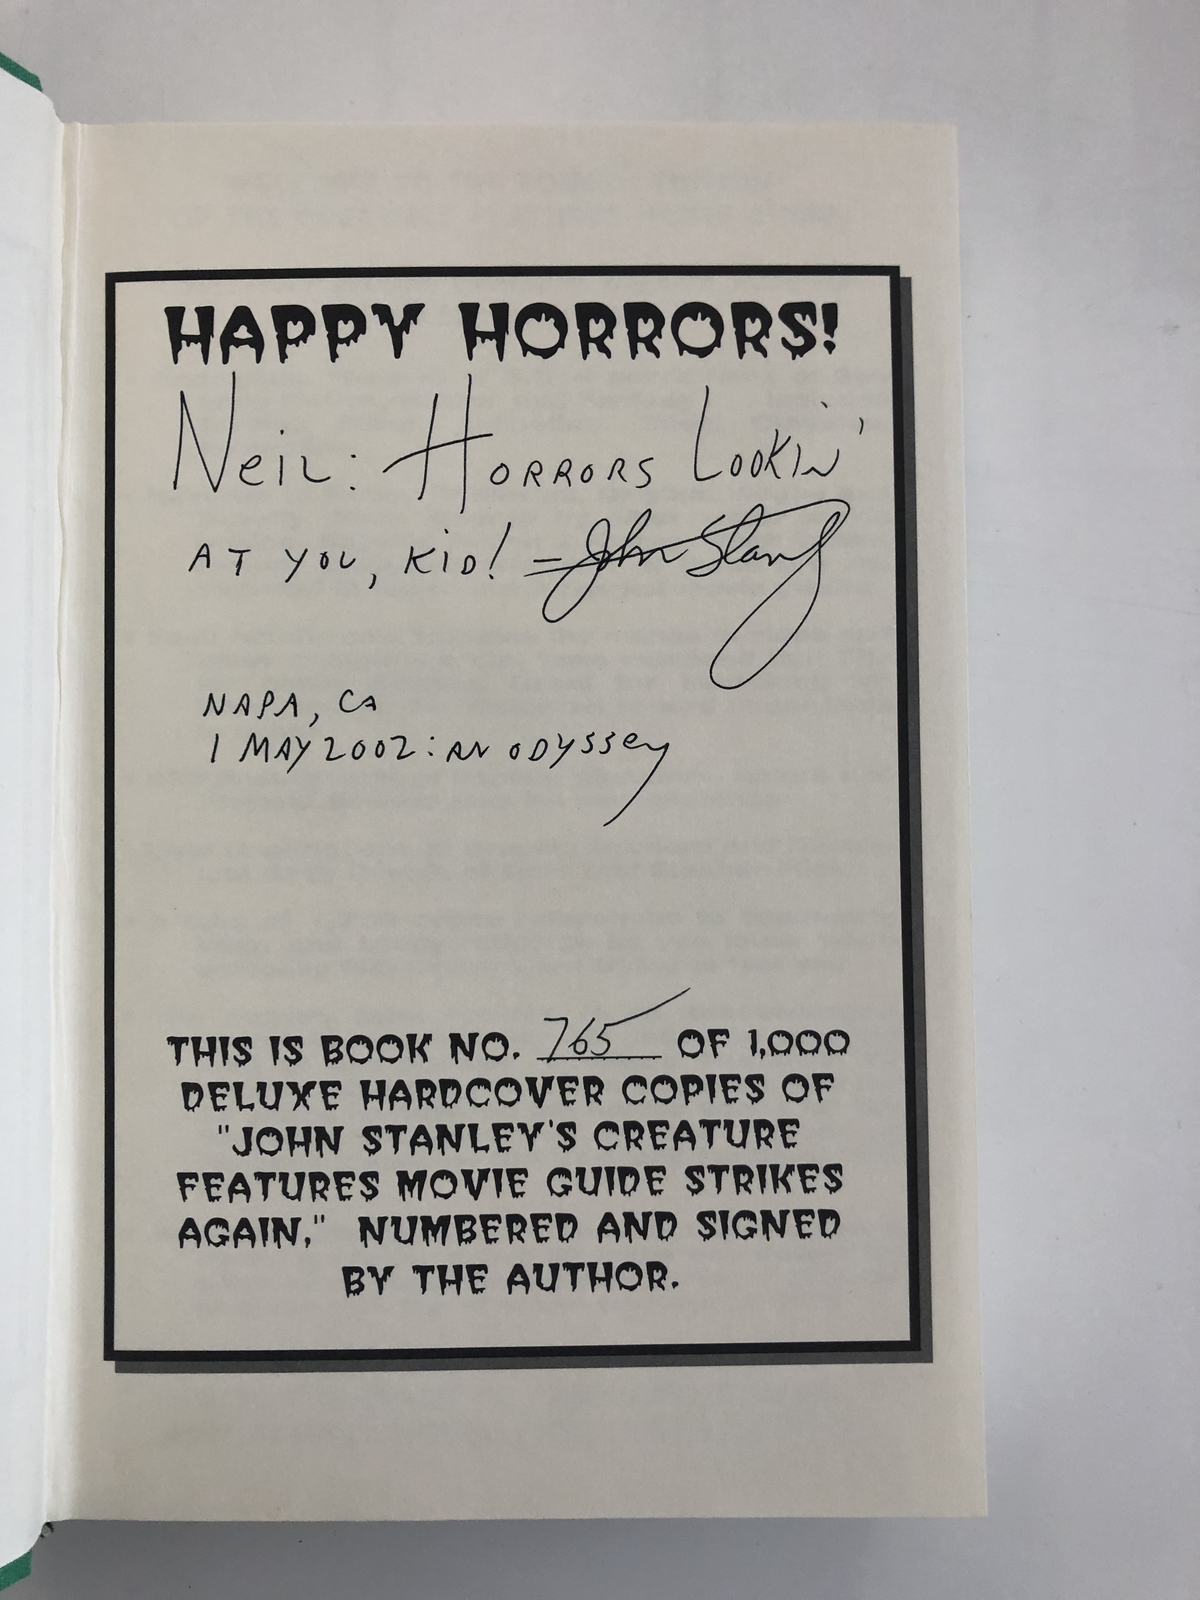 HAPPY HORRORS!
NEIL: HORRORS LOOKIN'
AT YOU, KID! – John Stanley
NAPA, CA
1 MAY 2002: AN ODYSSEY
THIS IS BOOK NO. 765 OF 1,000
DELUXE HARDCOVER COPIES OF
"JOHN STANLEY'S CREATURE
FEATURES MOVIE GUIDE STRIKES
AGAIN," NUMBERED AND SIGNED
BY THE AUTHOR.